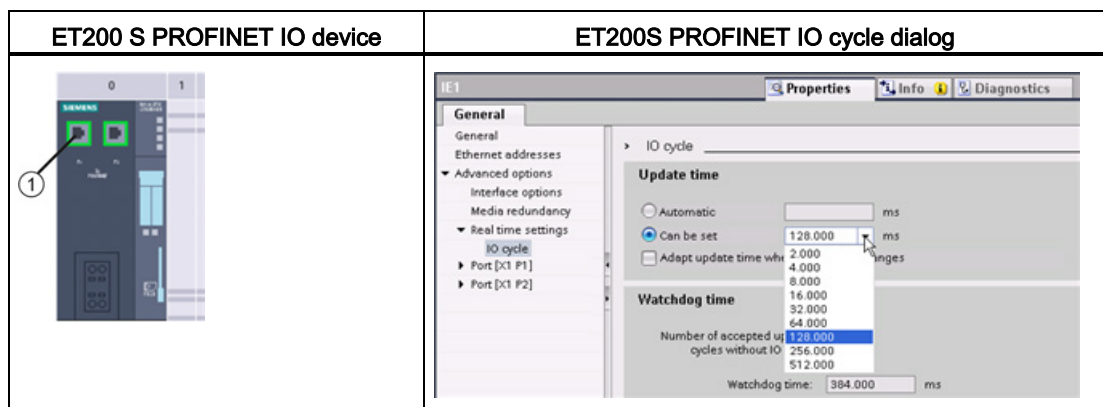 ET200 S PROFINET IO device
ET200S PROFINET IO cycle dialog
0 1
SIEMENS
1
IE1
Properties
Info
Diagnostics
General
General
Ethernet addresses
Advanced options
Interface options
Media redundancy
Real time settings
IO cycle
Port [X1 P1]
Port [X1 P2]
IO cycle
Update time
Automatic
ms
Can be set
128.000
ms
Adapt update time
2.000
4.000
8.000
16.000
32.000
64.000
128.000
256.000
512.000
Watchdog time
Number of accepted
cycles without IO
Watchdog time:
384.000
ms